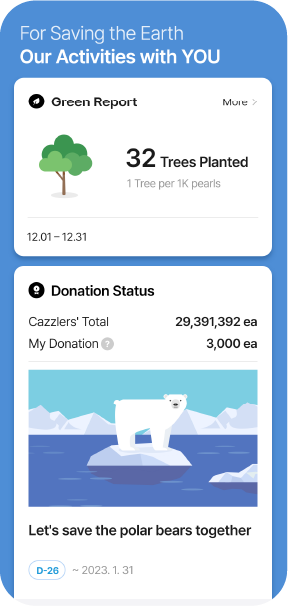 For Saving the Earth
Our Activities with YOU
Green Report
More >
32 Trees Planted
1 Tree per 1K pearls
12.01 – 12.31
Donation Status
Cazzlers' Total 29,391,392 ea
My Donation ? 3,000 ea
Let's save the polar bears together
D-26 ~ 2023. 1. 31